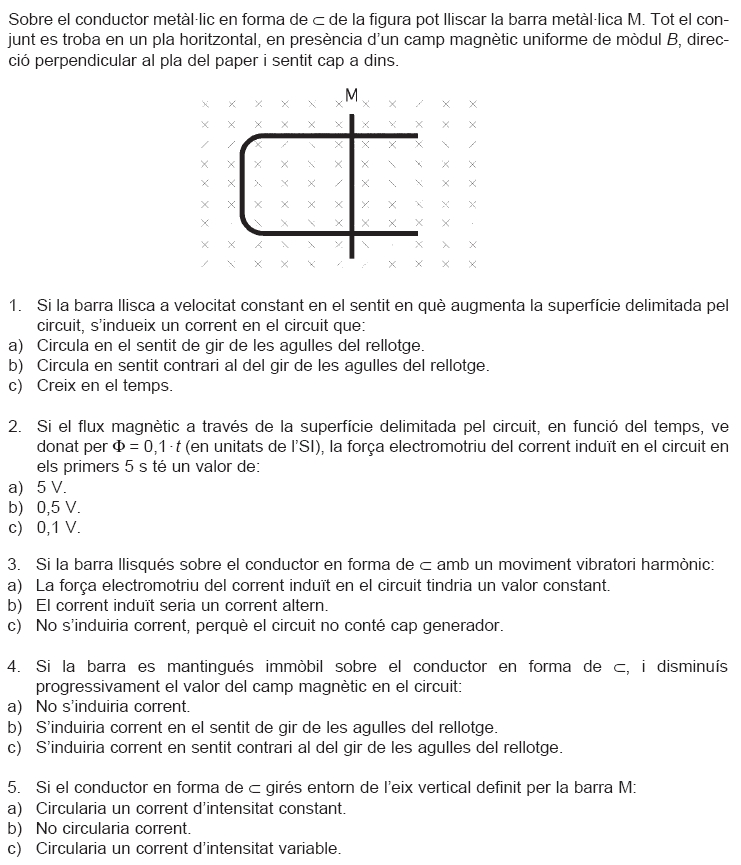 Sobre el conductor metàl·lic en forma de ⊂ de la figura pot lliscar la barra metàl·lica M. Tot el con-
junt es troba en un pla horitzontal, en presència d'un camp magnètic uniforme de mòdul B, direc-
ció perpendicular al pla del paper i sentit cap a dins.
M
1. Si la barra llisca a velocitat constant en el sentit en què augmenta la superfície delimitada pel
circuit, s'indueix un corrent en el circuit que:
a) Circula en el sentit de gir de les agulles del rellotge.
b) Circula en sentit contrari al del gir de les agulles del rellotge.
c) Creix en el temps.
2. Si el flux magnètic a través de la superfície delimitada pel circuit, en funció del temps, ve
donat per Φ = 0,1·t (en unitats de l'SI), la força electromotriu del corrent induït en el circuit en
els primers 5 s té un valor de:
a) 5 V.
b) 0,5 V.
c) 0,1 V.
3. Si la barra llisqués sobre el conductor en forma de ⊂ amb un moviment vibratori harmònic:
a) La força electromotriu del corrent induït en el circuit tindria un valor constant.
b) El corrent induït seria un corrent altern.
c) No s'induiria corrent, perquè el circuit no conté cap generador.
4. Si la barra es mantingués immòbil sobre el conductor en forma de ⊂, i disminuís
progressivament el valor del camp magnètic en el circuit:
a) No s'induiria corrent.
b) S'induiria corrent en el sentit de gir de les agulles del rellotge.
c) S'induiria corrent en sentit contrari al del gir de les agulles del rellotge.
5. Si el conductor en forma de ⊂ girés entorn de l'eix vertical definit per la barra M:
a) Circularia un corrent d'intensitat constant.
b) No circularia corrent.
c) Circularia un corrent d'intensitat variable.